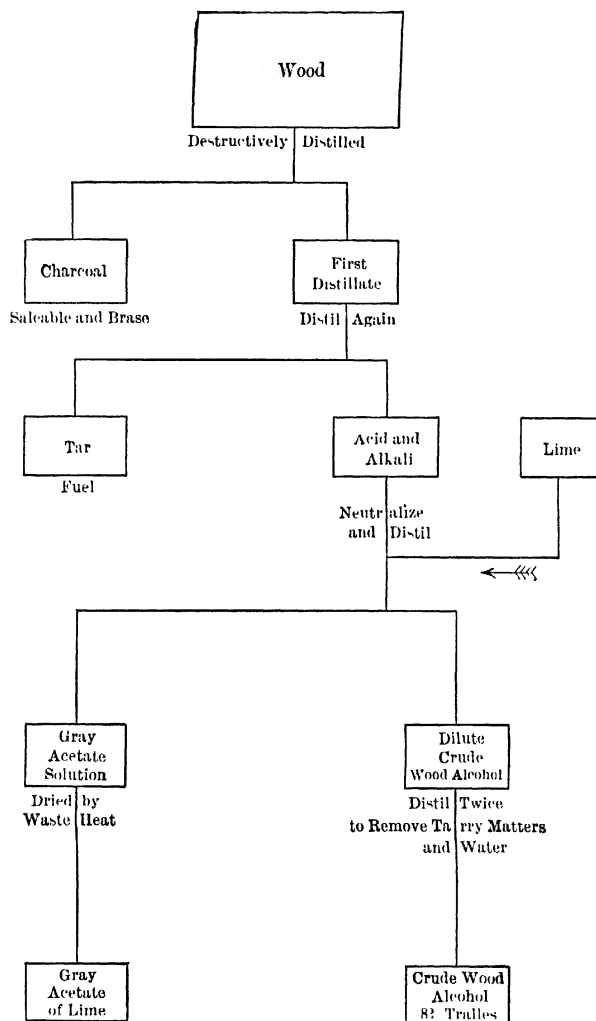 Wood
Destructively Distilled
Charcoal
Saleable and Brase
First
Distillate
Distil Again
Tar
Fuel
Acid and
Alkali
Lime
Neutralize
and Distil
Gray
Acetate
Solution
Dried by
Waste Heat
Dilute
Crude
Wood Alcohol
Distil Twice
to Remove Tarry Matters
and Water
Gray
Acetate
of Lime
Crude Wood
Alcohol
Tralles